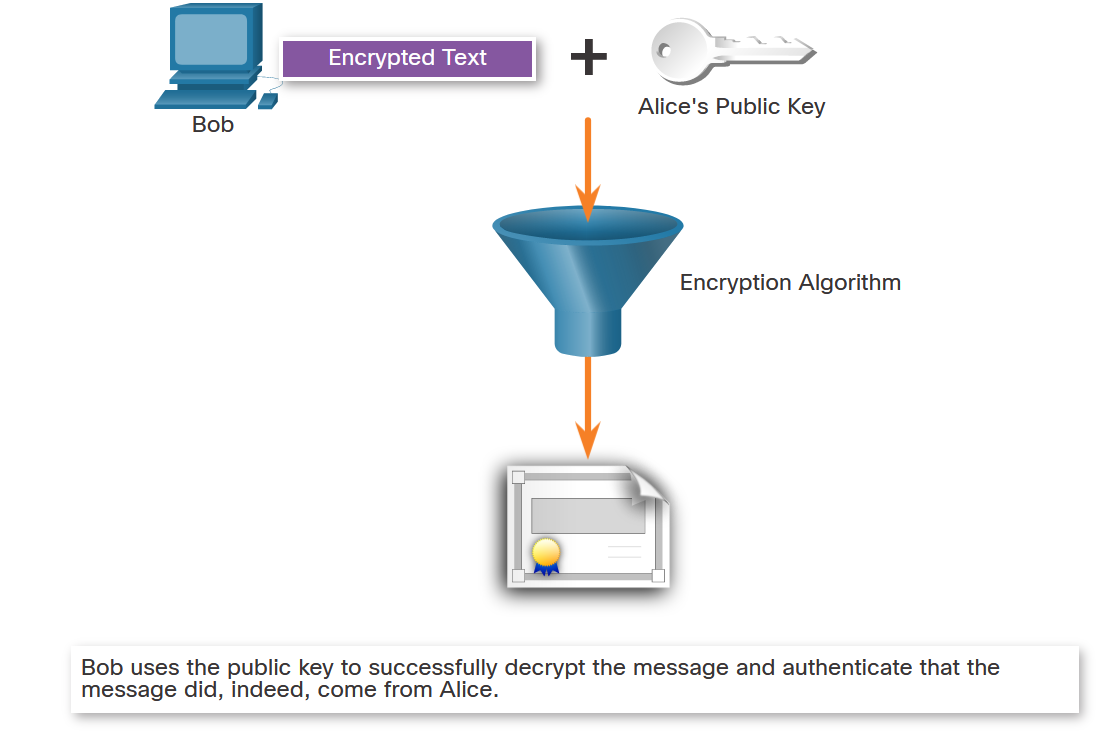 Encrypted Text
Alice's Public Key
Bob
Encryption Algorithm
Bob uses the public key to successfully decrypt the message and authenticate that the
message did, indeed, come from Alice.